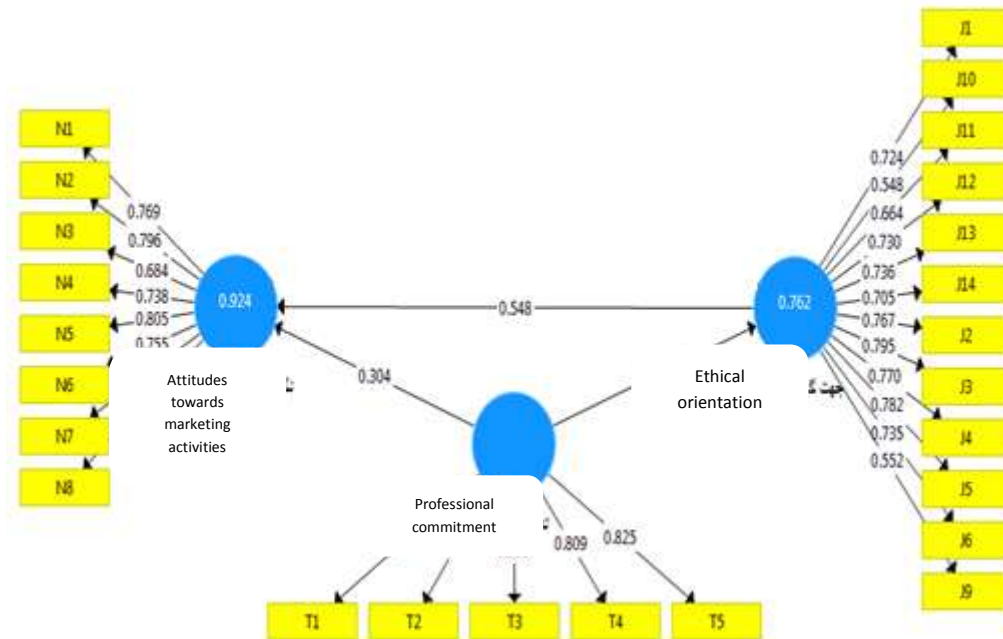 J1
J10
N1
J11
0.724
N2
0.548
J12
0.769
0.664
N3
0.796
0.730
J13
0.684
0.736
N4
0.924
0.762
J14
0.738
0.548
0.705
0.805
0.767
N5
J2
0.755
0.795
N6
Attitudes
towards
marketing
activities
0.304
Ethical
orientation
0.770
J3
0.782
N7
J4
0.735
0.552
N8
J5
Professional
commitment
0.809
0.825
J6
J9
T1
T2
T3
T4
T5